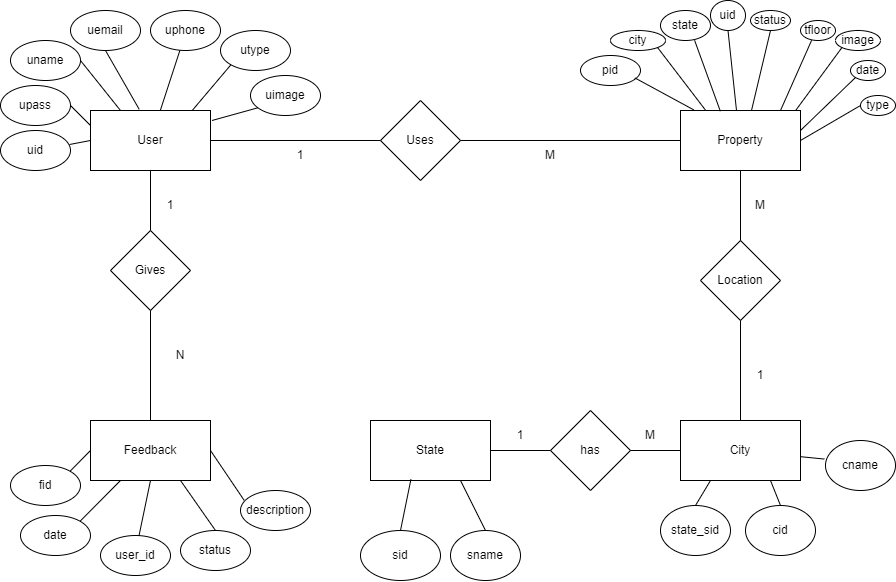 uemail
uphone
uname
utype
upass
uimage
uid
User
1
Uses
M
uid
state
status
city
tfloor
image
pid
date
type
Property
1
M
Gives
Location
N
1
Feedback
State
1
has
M
City
cname
fid
date
user_id
status
description
sid
sname
state_sid
cid